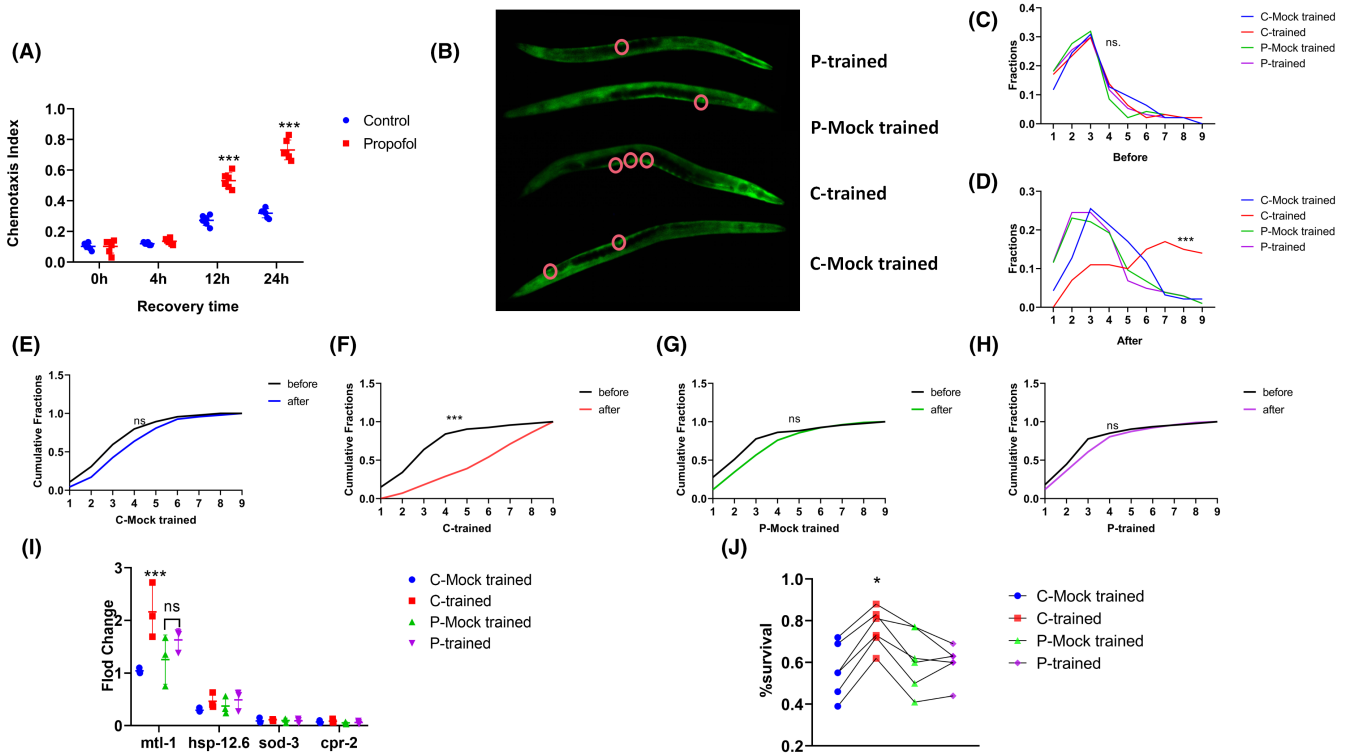 (A)
Chemotaxis Index
1.0
0.8
0.6
0.4
0.2
0.0
***
***
0h 4h 12h 24h
Recovery time
Control
Propofol
(B)
P-trained
P-Mock trained
C-trained
C-Mock trained
(C)
Fractions
0.4
0.3
0.2
0.1
0.0
ns.
1 2 3 4 5 6 7 8 9
Before
C-Mock trained
C-trained
P-Mock trained
P-trained
(D)
Fractions
0.3
0.2
0.1
0.0
***
1 2 3 4 5 6 7 8 9
After
C-Mock trained
C-trained
P-Mock trained
P-trained
(E)
Cumulative Fractions
1.5
1.0
0.5
0.0
ns
1 2 3 4 5 6 7 8 9
C-Mock trained
before
after
(F)
Cumulative Fractions
1.5
1.0
0.5
0.0
***
1 2 3 4 5 6 7 8 9
C-trained
before
after
(G)
Cumulative Fractions
1.5
1.0
0.5
0.0
ns
1 2 3 4 5 6 7 8 9
P-Mock trained
before
after
(H)
Cumulative Fractions
1.5
1.0
0.5
0.0
ns
1 2 3 4 5 6 7 8 9
P-trained
before
after
(I)
Flod Change
3
2
1
0
***
ns
mtl-1 hsp-12.6 sod-3 cpr-2
C-Mock trained
C-trained
P-Mock trained
P-trained
(J)
%survival
1.0
0.8
0.6
0.4
0.2
*
C-Mock trained
C-trained
P-Mock trained
P-trained